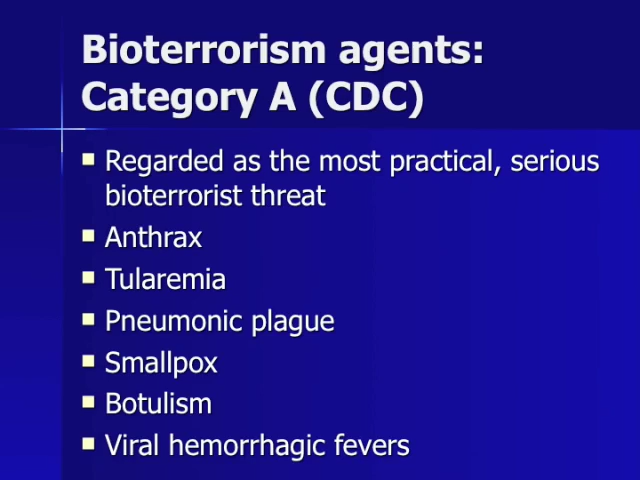 Bioterrorism agents:
Category A (CDC)
Regarded as the most practical, serious
bioterrorist threat
Anthrax
Tularemia
Pneumonic plague
Smallpox
Botulism
Viral hemorrhagic fevers